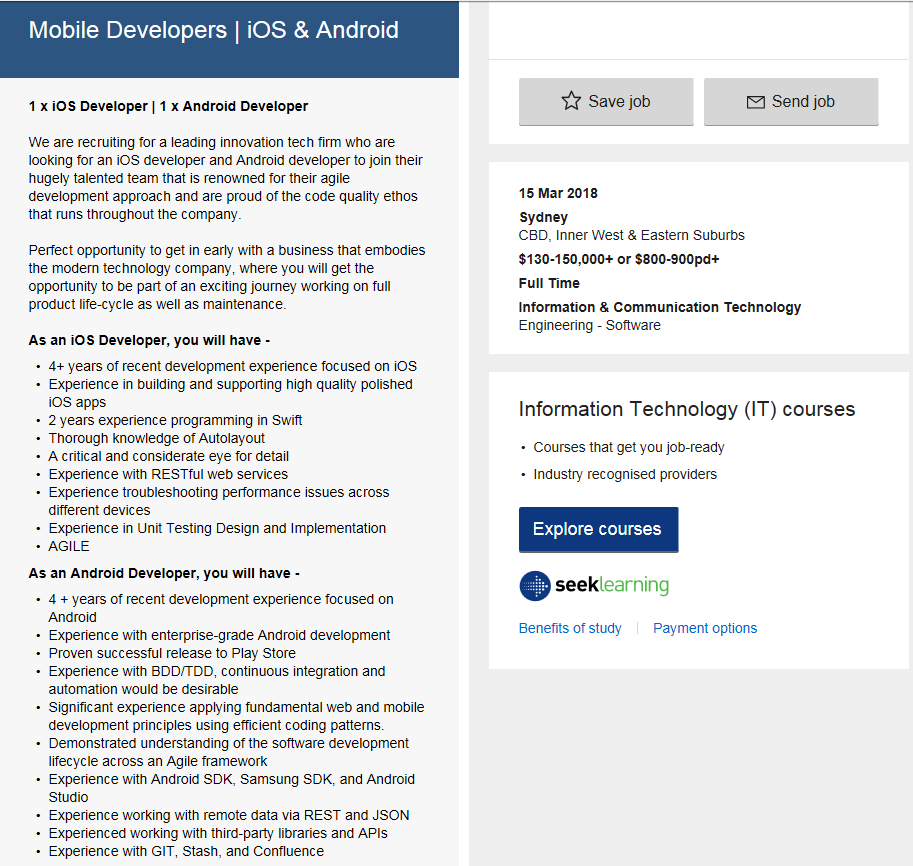 Mobile Developers | iOS & Android
1 x iOS Developer | 1 x Android Developer
We are recruiting for a leading innovation tech firm who are
looking for an iOS developer and Android developer to join their
hugely talented team that is renowned for their agile
development approach and are proud of the code quality ethos
that runs throughout the company.
Perfect opportunity to get in early with a business that embodies
the modern technology company, where you will get the
opportunity to be part of an exciting journey working on full
product life-cycle as well as maintenance.
As an iOS Developer, you will have -
• 4+ years of recent development experience focused on iOS
• Experience in building and supporting high quality polished
iOS apps
• 2 years experience programming in Swift
• Thorough knowledge of Autolayout
• A critical and considerate eye for detail
• Experience with RESTful web services
• Experience troubleshooting performance issues across
different devices
• Experience in Unit Testing Design and Implementation
• AGILE
As an Android Developer, you will have -
• 4 + years of recent development experience focused on
Android
• Experience with enterprise-grade Android development
• Proven successful release to Play Store
• Experience with BDD/TDD, continuous integration and
automation would be desirable
• Significant experience applying fundamental web and mobile
development principles using efficient coding patterns.
• Demonstrated understanding of the software development
lifecycle across an Agile framework
• Experience with Android SDK, Samsung SDK, and Android
Studio
• Experience working with remote data via REST and JSON
• Experienced working with third-party libraries and APIs
• Experience with GIT, Stash, and Confluence
Save job
Send job
15 Mar 2018
Sydney
CBD, Inner West & Eastern Suburbs
$130-150,000+ or $800-900pd+
Full Time
Information & Communication Technology
Engineering - Software
Information Technology (IT) courses
• Courses that get you job-ready
• Industry recognised providers
Explore courses
seeklearning
Benefits of study | Payment options